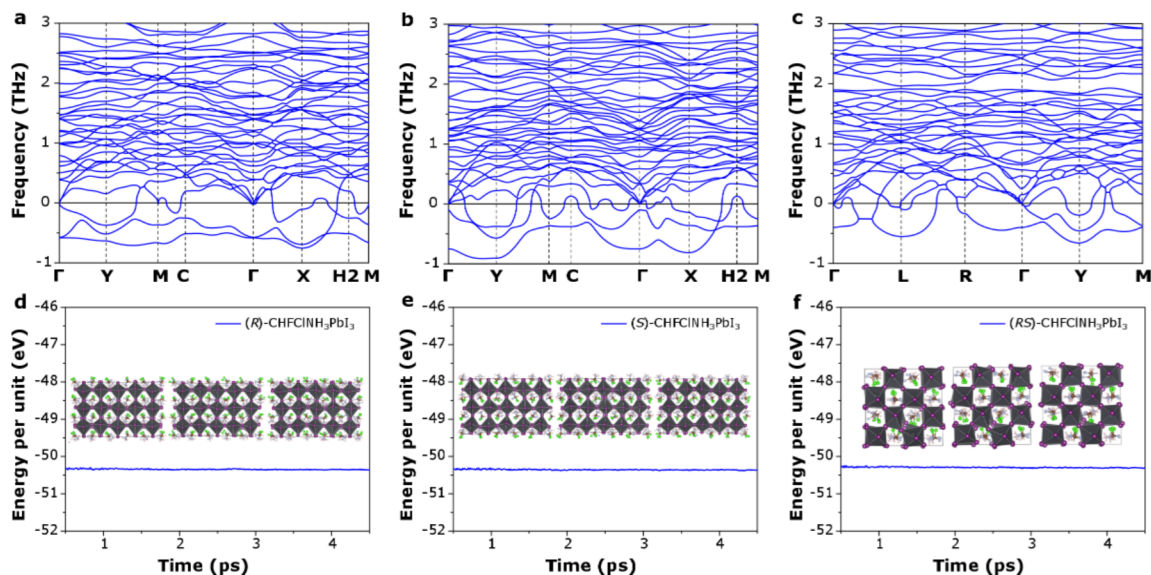 a
Frequency (THz)
3
2
1
0
-1
Γ Y M C Γ X H2 M
b
Frequency (THz)
3
2
1
0
-1
Γ Y M C Γ X H2 M
c
Frequency (THz)
3
2
1
0
-1
Γ L R Γ Y M
d
Energy per unit (eV)
-46
-47
-48
-49
-50
-51
-52
(R)-CHFClNH₃PbI₃
1 2 3 4
Time (ps)
e
Energy per unit (eV)
-46
-47
-48
-49
-50
-51
-52
(S)-CHFClNH₃PbI₃
1 2 3 4
Time (ps)
f
Energy per unit (eV)
-46
-47
-48
-49
-50
-51
-52
(RS)-CHFClNH₃PbI₃
1 2 3 4
Time (ps)